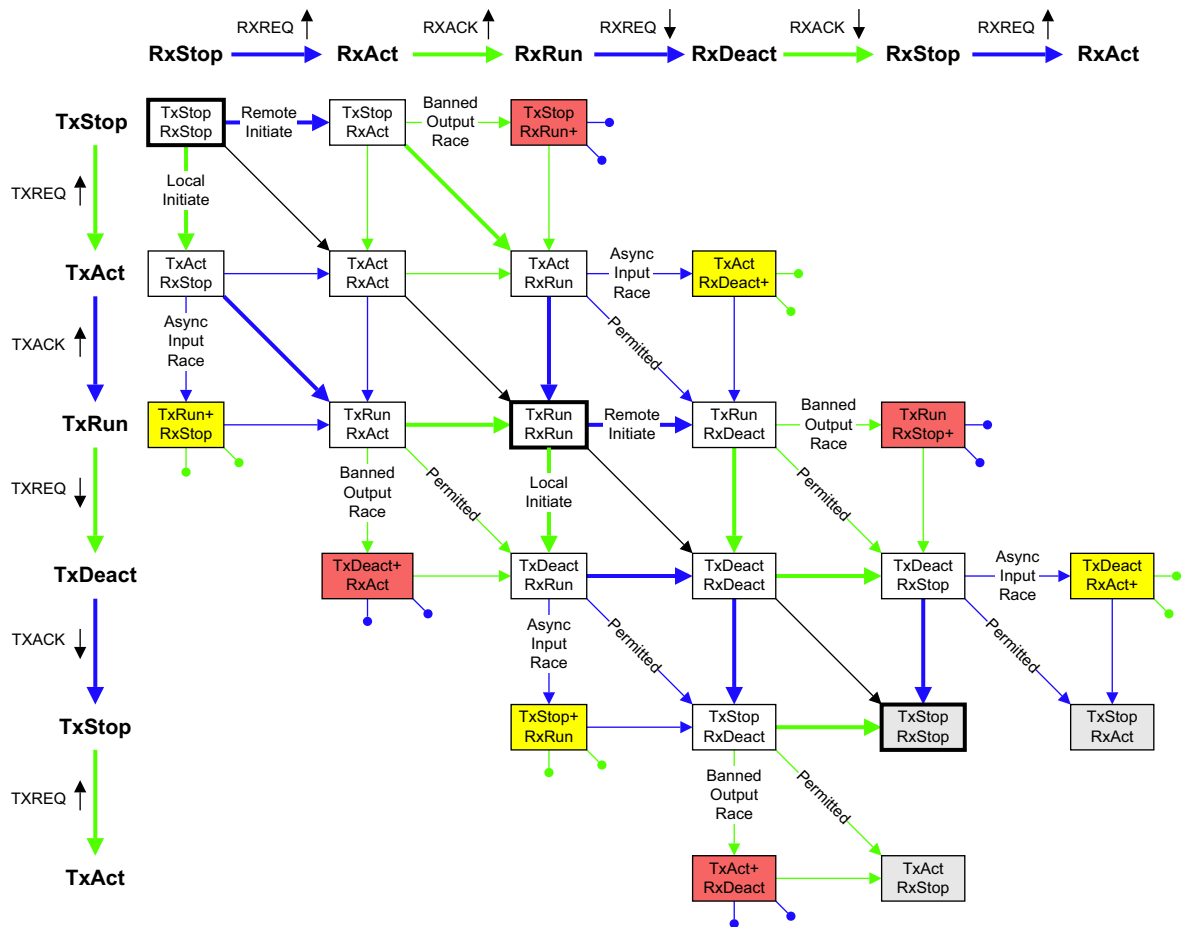 RXREQ
RXACK
RXREQ
RXACK
RXREQ
RxStop
RxAct
RxRun
RxDeact
RxStop
RxAct
TxStop
TxStop
RxStop
Remote
Initiate
TxStop
RxAct
Banned
Output
Race
TxStop
RxRun+
TXREQ
Local
Initiate
TxAct
TxAct
RxStop
TxAct
RxAct
TxAct
RxRun
Async
Input
Race
TxAct
RxDeact+
TXACK
Async
Input
Race
Permitted
TxRun
TxRun+
RxStop
TxRun
RxAct
TxRun
RxRun
Remote
Initiate
TxRun
RxDeact
Banned
Output
Race
TxRun
RxStop+
TXREQ
Banned
Output
Race
Permitted
Local
Initiate
Permitted
TxDeact
TxDeact+
RxAct
TxDeact
RxRun
TxDeact
RxDeact
TxDeact
RxStop
Async
Input
Race
TxDeact
RxAct+
TXACK
Async
Input
Race
Permitted
Permitted
TxStop
TxStop+
RxRun
TxStop
RxDeact
TxStop
RxStop
TxStop
RxAct
TXREQ
Banned
Output
Race
Permitted
TxAct
TxAct+
RxDeact
TxAct
RxStop